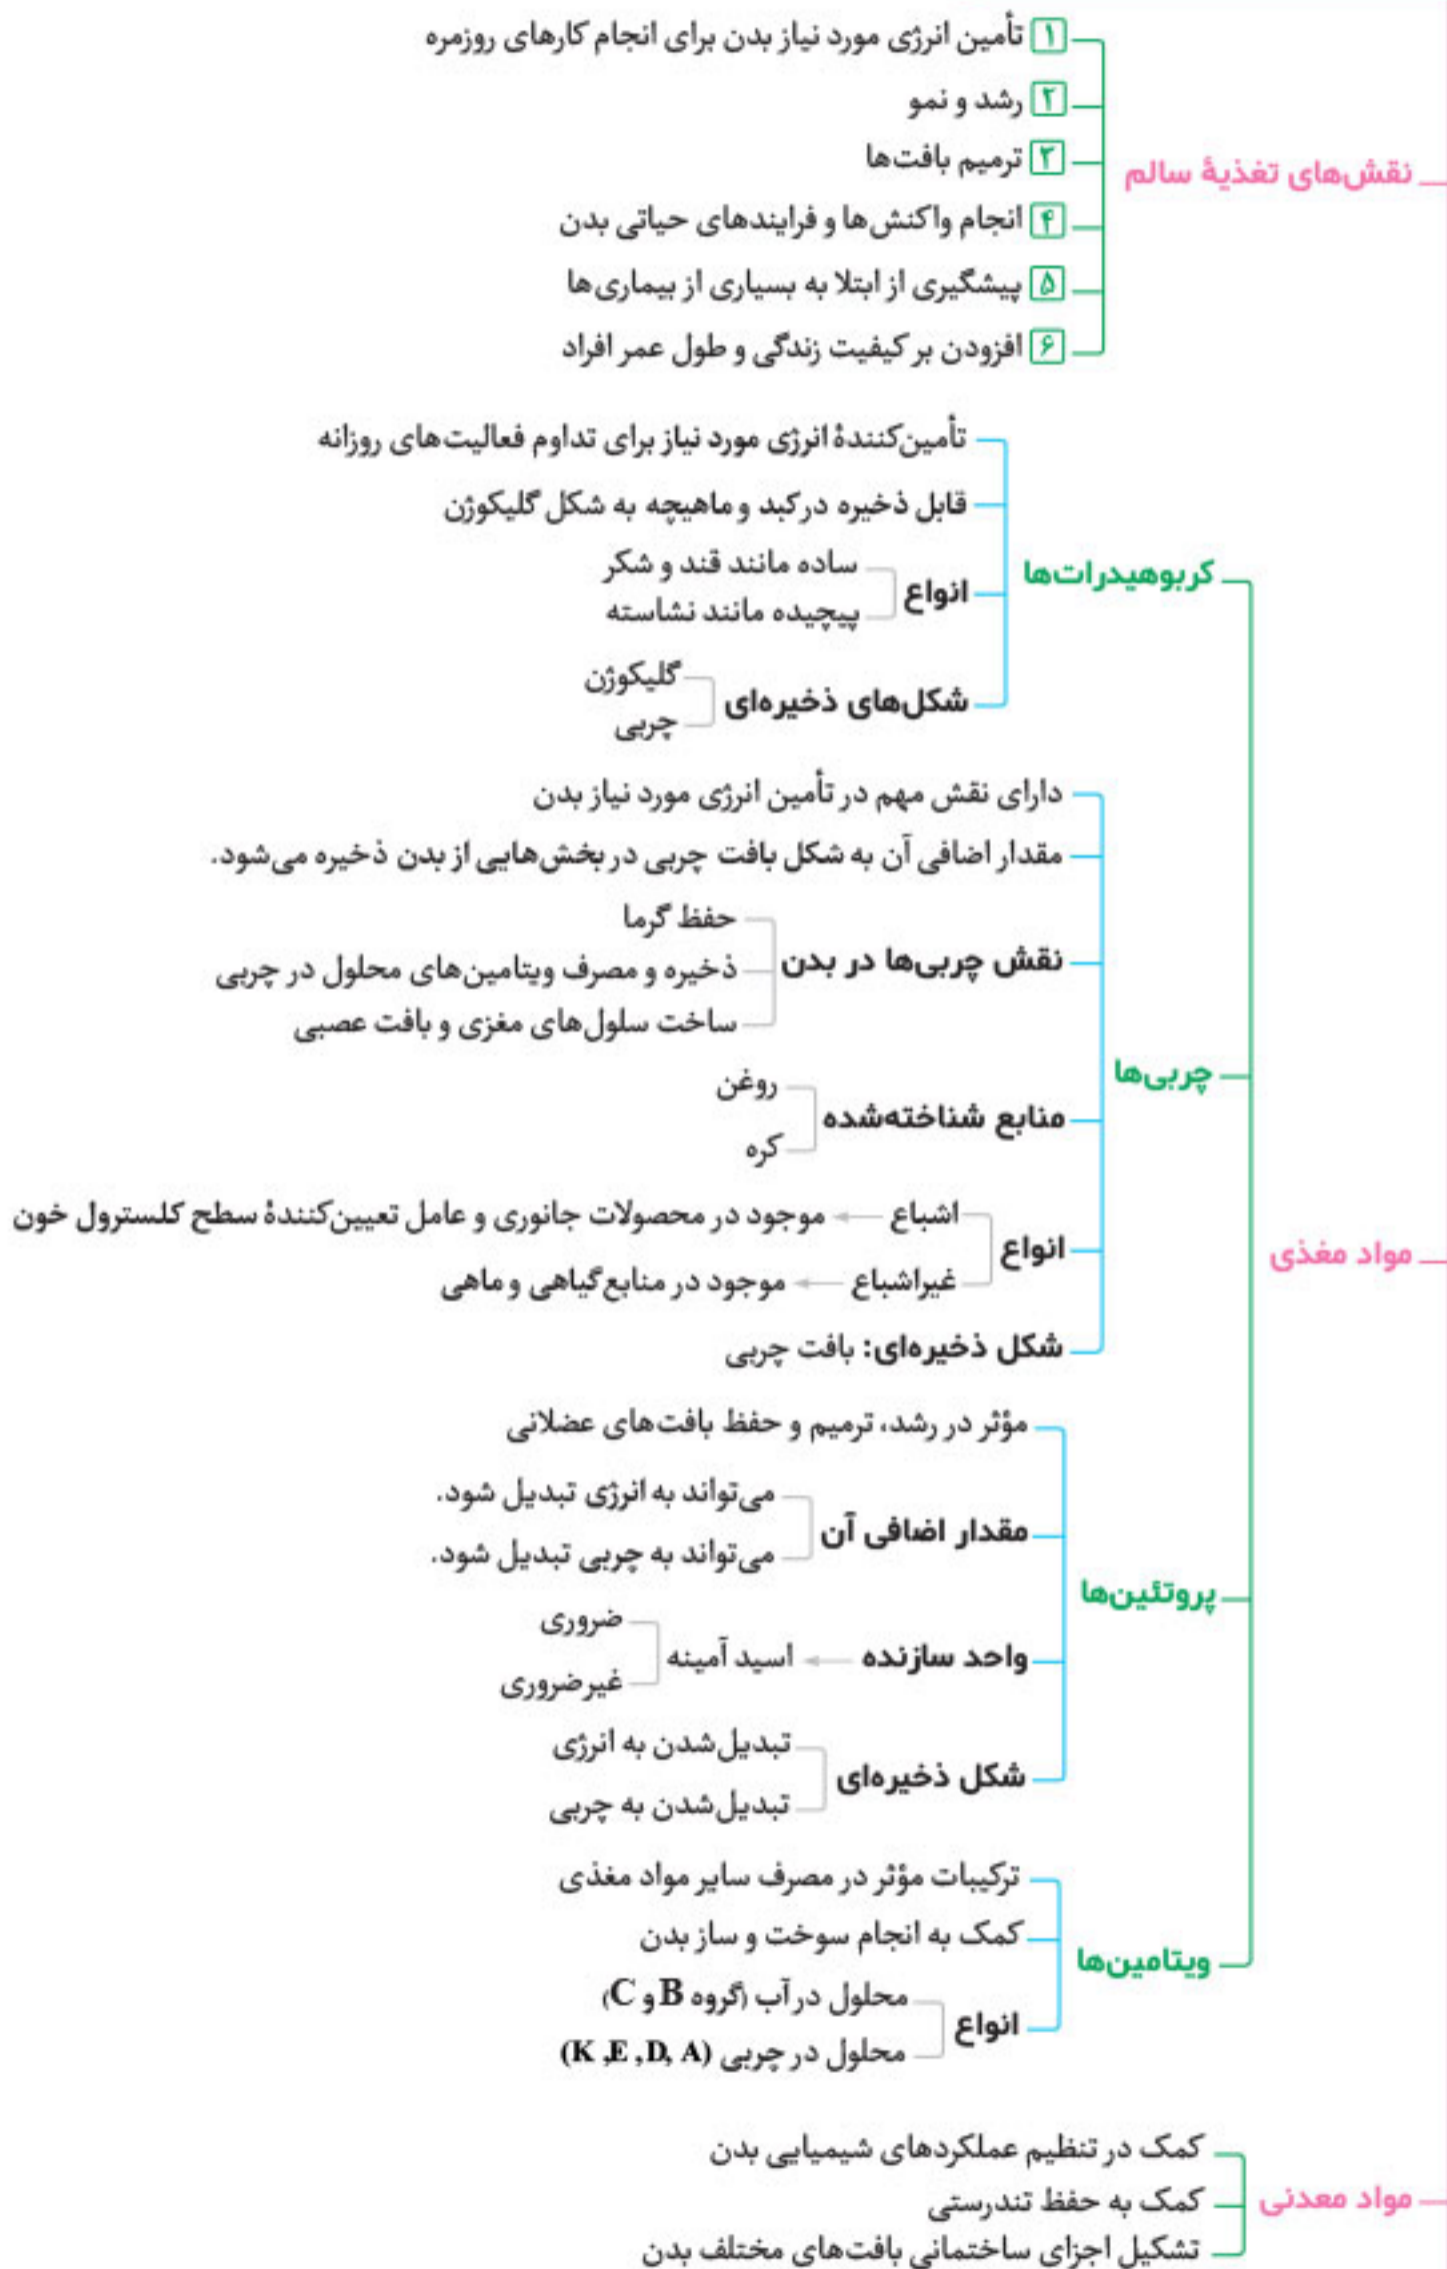 نقش‌های تغذیهٔ سالم
۱ تأمین انرژی مورد نیاز بدن برای انجام کارهای روزمره
۲ رشد و نمو
۳ ترمیم بافت‌ها
۴ انجام واکنش‌ها و فرایندهای حیاتی بدن
۵ پیشگیری از ابتلا به بسیاری از بیماری‌ها
۶ افزودن بر کیفیت زندگی و طول عمر افراد
مواد مغذی
کربوهیدرات‌ها
تأمین‌کنندهٔ انرژی مورد نیاز برای تداوم فعالیت‌های روزانه
قابل ذخیره در کبد و ماهیچه به شکل گلیکوژن
انواع
ساده مانند قند و شکر
پیچیده مانند نشاسته
شکل‌های ذخیره‌ای
گلیکوژن
چربی
چربی‌ها
دارای نقش مهم در تأمین انرژی مورد نیاز بدن
مقدار اضافی آن به شکل بافت چربی در بخش‌هایی از بدن ذخیره می‌شود.
نقش چربی‌ها در بدن
حفظ گرما
ذخیره و مصرف ویتامین‌های محلول در چربی
ساخت سلول‌های مغزی و بافت عصبی
منابع شناخته‌شده
روغن
کره
انواع
اشباع ← موجود در محصولات جانوری و عامل تعیین‌کنندهٔ سطح کلسترول خون
غیراشباع ← موجود در منابع گیاهی و ماهی
شکل ذخیره‌ای: بافت چربی
پروتئین‌ها
مؤثر در رشد، ترمیم و حفظ بافت‌های عضلانی
مقدار اضافی آن
می‌تواند به انرژی تبدیل شود.
می‌تواند به چربی تبدیل شود.
واحد سازنده ← اسید آمینه
ضروری
غیرضروری
شکل ذخیره‌ای
تبدیل‌شدن به انرژی
تبدیل‌شدن به چربی
ویتامین‌ها
ترکیبات مؤثر در مصرف سایر مواد مغذی
کمک به انجام سوخت و ساز بدن
انواع
محلول در آب (گروه B و C)
محلول در چربی (K ,E ,D, A)
مواد معدنی
کمک در تنظیم عملکردهای شیمیایی بدن
کمک به حفظ تندرستی
تشکیل اجزای ساختمانی بافت‌های مختلف بدن